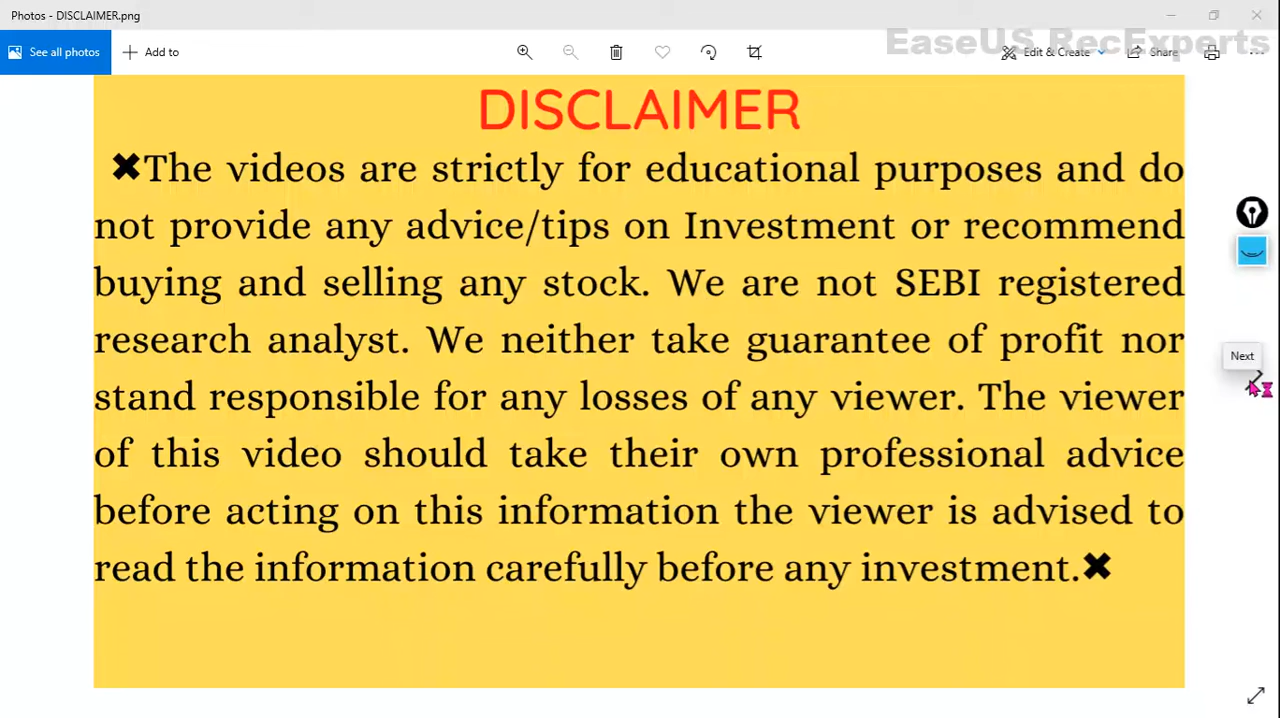 Photos - DISCLAIMER.png
EaseUS RecExperts
See all photos
Add to
Edit & Create
Share
DISCLAIMER
✖The videos are strictly for educational purposes and do
not provide any advice/tips on Investment or recommend
buying and selling any stock. We are not SEBI registered
research analyst. We neither take guarantee of profit nor
stand responsible for any losses of any viewer. The viewer
of this video should take their own professional advice
before acting on this information the viewer is advised to
read the information carefully before any investment.✖
Next